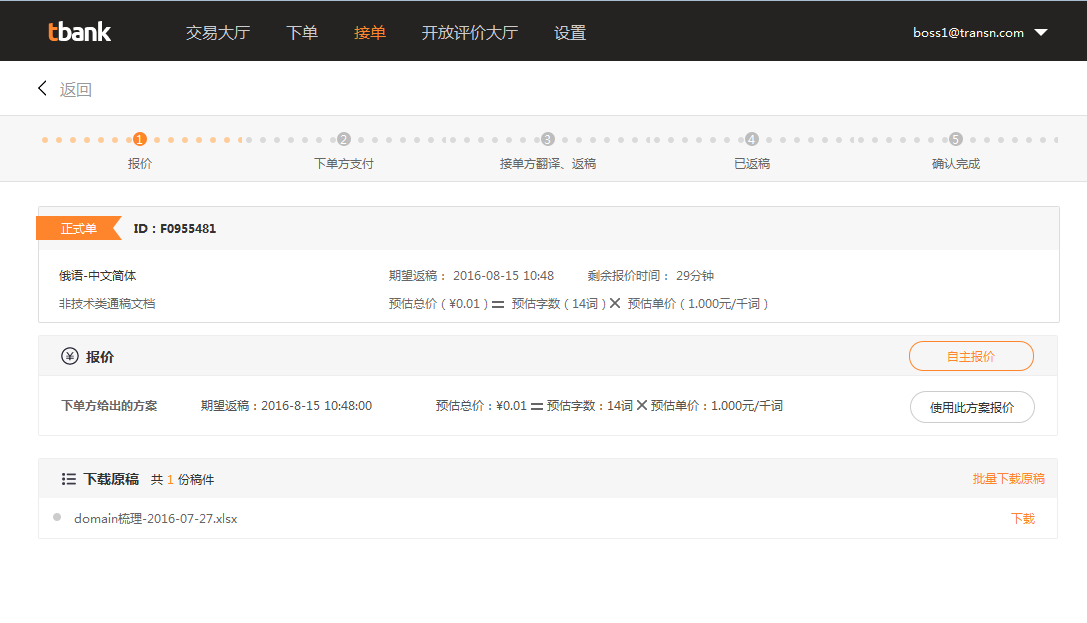 tbank 交易大厅 下单 接单 开放评价大厅 设置 boss1@transn.com
返回
1 2 3 4 5
报价 下单方支付 接单方翻译、返稿 已返稿 确认完成
正式单 ID：F0955481
俄语-中文简体 期望返稿： 2016-08-15 10:48 剩余报价时间： 29分钟
非技术类通稿文档 预估总价（¥0.01）= 预估字数（14词）× 预估单价（1.000元/千词）
¥ 报价 自主报价
下单方给出的方案 期望返稿：2016-8-15 10:48:00 预估总价：¥0.01 = 预估字数：14词 × 预估单价：1.000元/千词 使用此方案报价
下载原稿 共 1 份稿件 批量下载原稿
domain梳理-2016-07-27.xlsx 下载